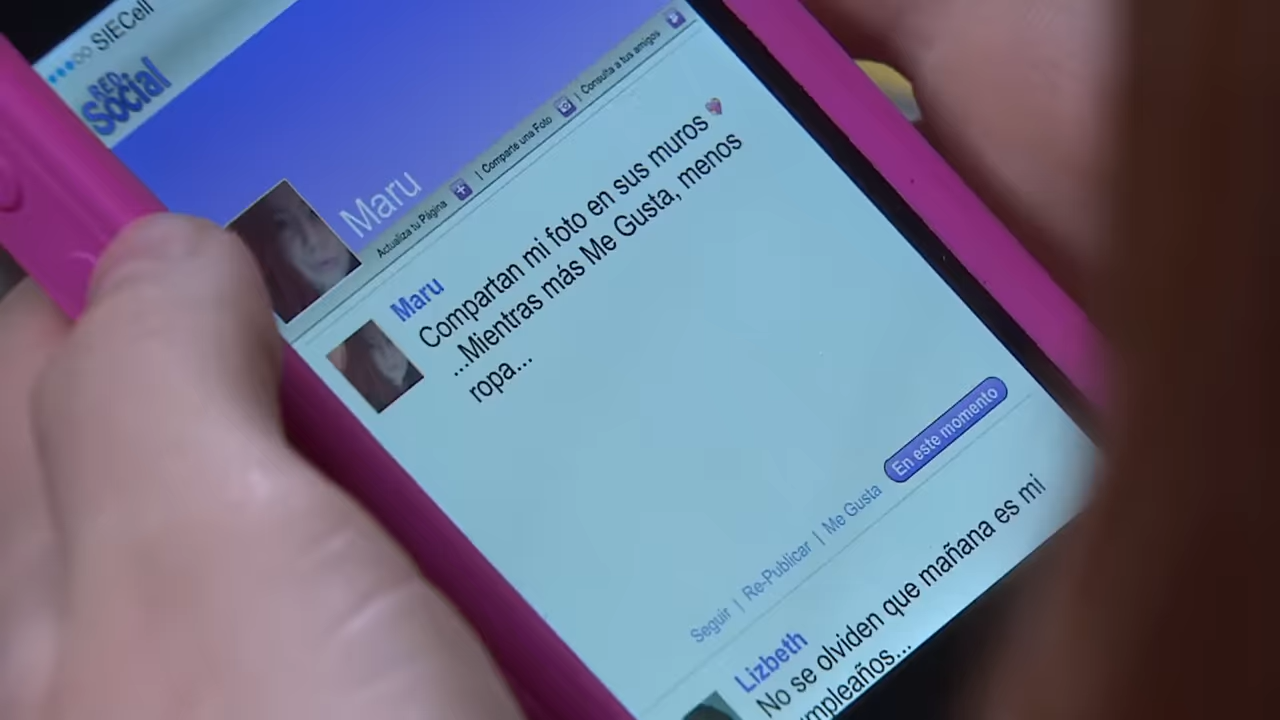 SIECell
RED
Social
Maru
Actualiza tu Página | Comparte una Foto | Consulta a tus amigos
Maru
Compartan mi foto en sus muros
...Mientras más Me Gusta, menos
ropa...
En este momento
Seguir | Re-Publicar | Me Gusta
Lizbeth
No se olviden que mañana es mi
umpleaños...